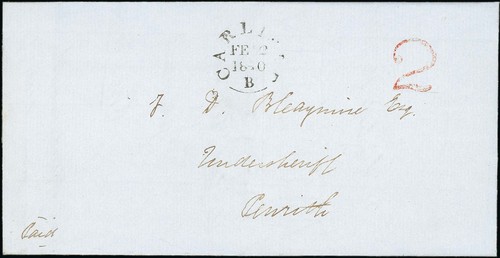 CARLISLE
FE 2
1840
B
2
J. D. Bleaymire Esq.
Undersheriff
Penrith
Paid